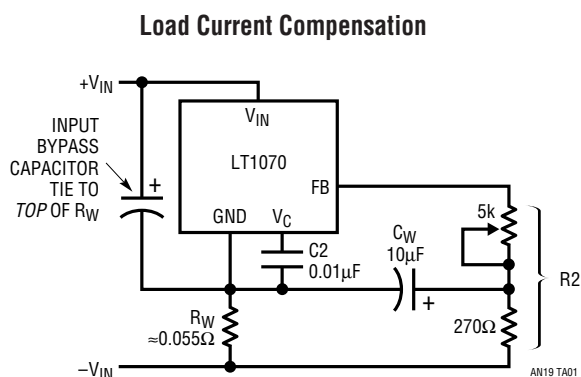 Load Current Compensation
+VIN
INPUT
BYPASS
CAPACITOR
TIE TO
TOP OF RW
+
VIN
LT1070
FB
GND
VC
C2
0.01µF
CW
10µF
+
5k
R2
270Ω
RW
≈0.055Ω
–VIN
AN19 TA01